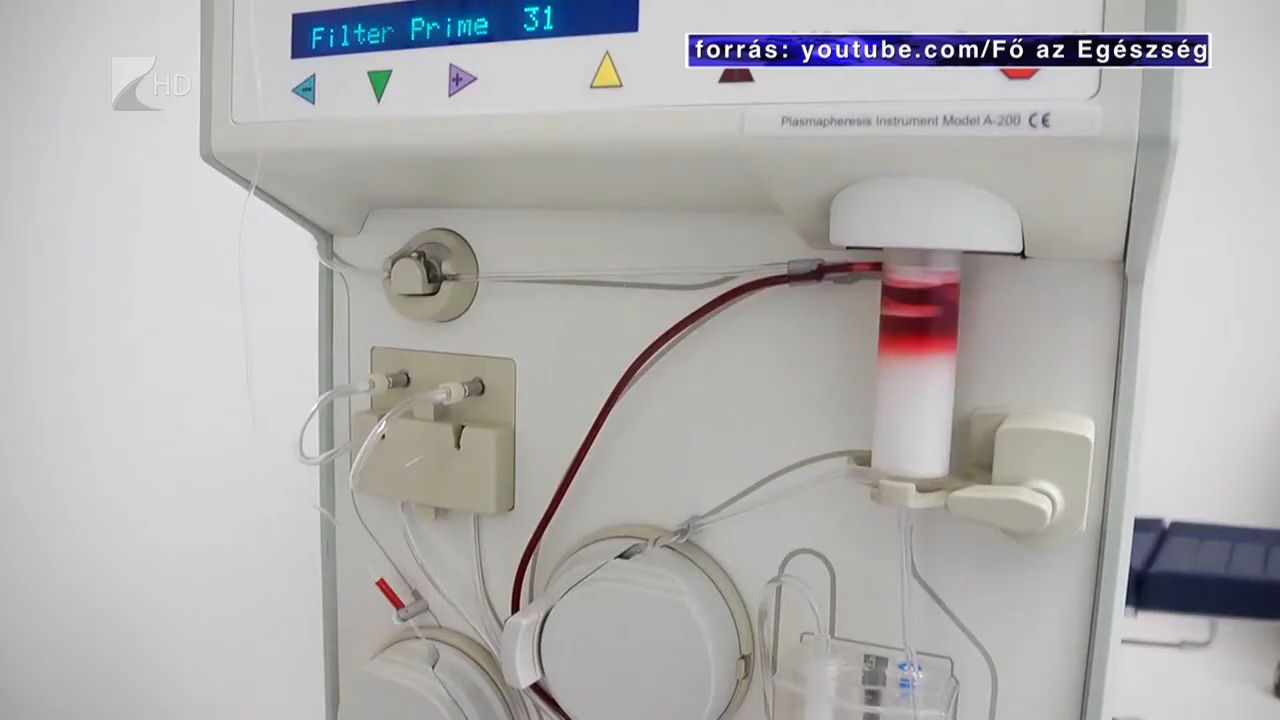 Filter Prime 31
forrás: youtube.com/Fő az Egészség
HD
Plasmapheresis Instrument Model A-200 CE